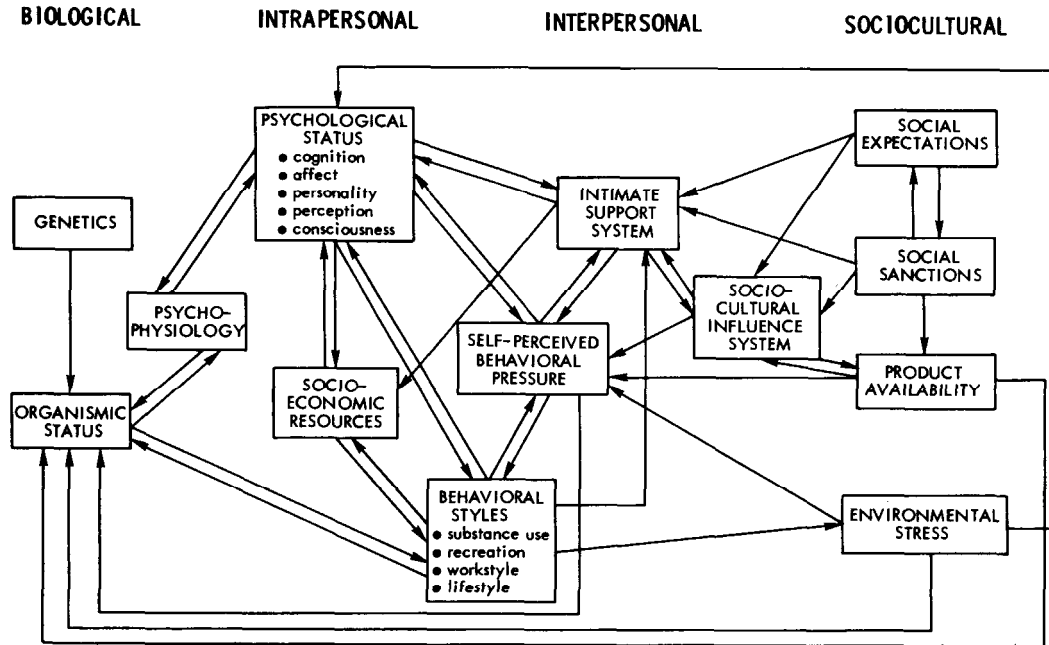 BIOLOGICAL
INTRAPERSONAL
INTERPERSONAL
SOCIOCULTURAL
PSYCHOLOGICAL
STATUS
● cognition
● affect
● personality
● perception
● consciousness
SOCIAL
EXPECTATIONS
INTIMATE
SUPPORT
SYSTEM
GENETICS
SOCIAL
SANCTIONS
SOCIO-
CULTURAL
INFLUENCE
SYSTEM
PSYCHO-
PHYSIOLOGY
SELF-PERCEIVED
BEHAVIORAL
PRESSURE
PRODUCT
AVAILABILITY
SOCIO-
ECONOMIC
RESOURCES
ORGANISMIC
STATUS
BEHAVIORAL
STYLES
● substance use
● recreation
● workstyle
● lifestyle
ENVIRONMENTAL
STRESS